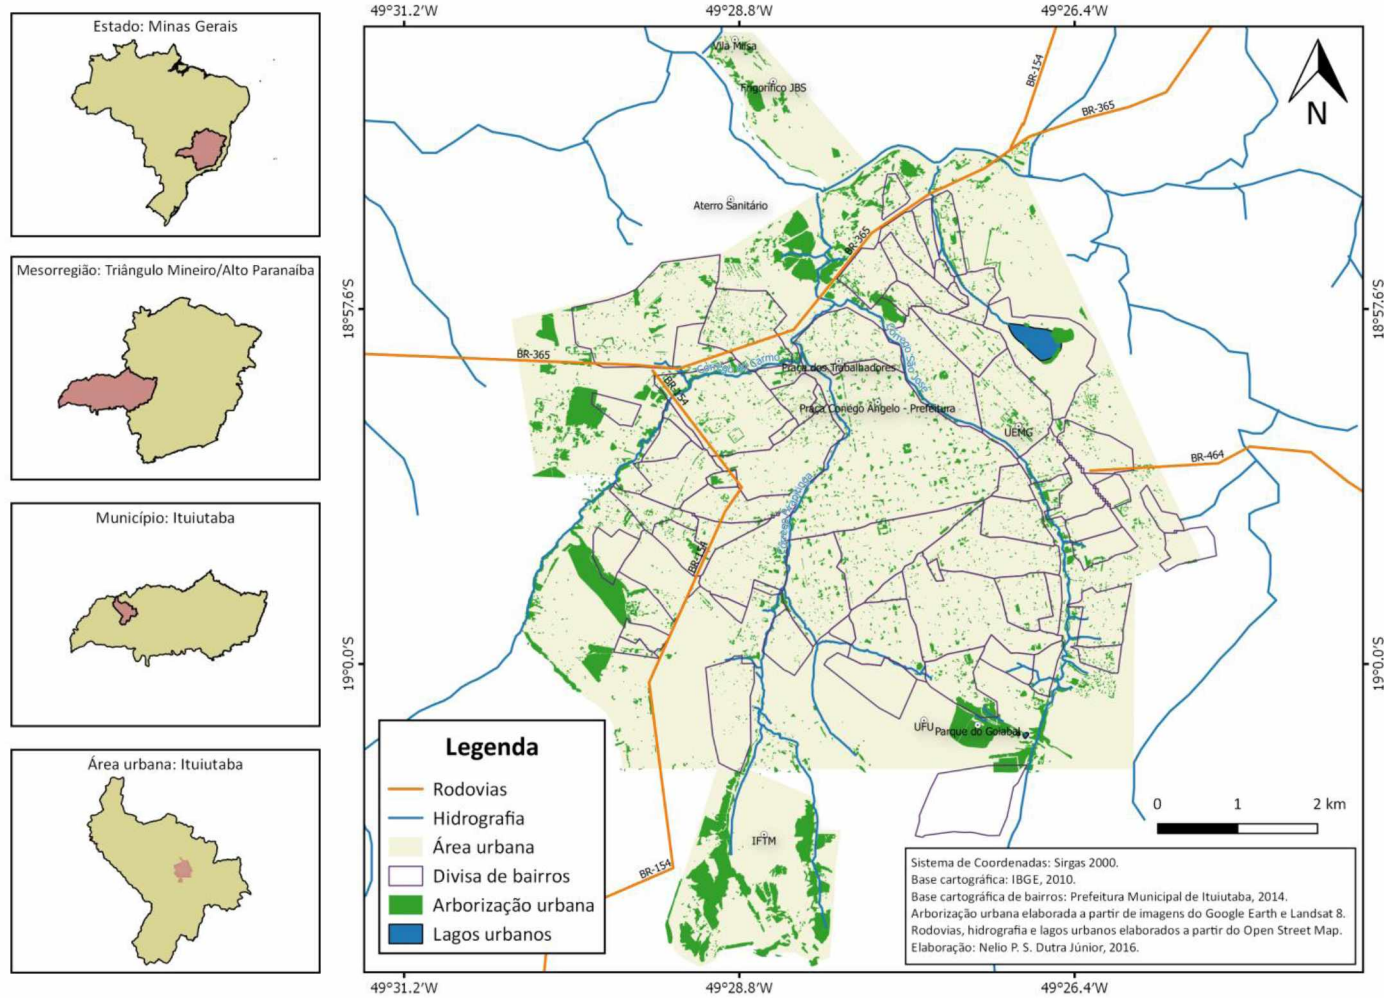 Estado: Minas Gerais
Mesorregião: Triângulo Mineiro/Alto Paranaíba
Município: Ituiutaba
Área urbana: Ituiutaba
49°31.2'W
49°28.8'W
49°26.4'W
Vila Miisa
BR-154
Frigorífico JBS
BR-365
N
Aterro Sanitário
BR-365
18°57.6'S
18°57.6'S
BR-365
Praça dos Trabalhadores
Córrego São José
BR-154
Praça Conego Angelo - Prefeitura
UEMG
BR-464
BR-154
19°0.0'S
19°0.0'S
UFU
Parque do Goiabal
IFTM
BR-154
Legenda
Rodovias
Hidrografia
Área urbana
Divisa de bairros
Arborização urbana
Lagos urbanos
0 1 2 km
Sistema de Coordenadas: Sirgas 2000.
Base cartográfica: IBGE, 2010.
Base cartográfica de bairros: Prefeitura Municipal de Ituiutaba, 2014.
Arborização urbana elaborada a partir de imagens do Google Earth e Landsat 8.
Rodovias, hidrografia e lagos urbanos elaborados a partir do Open Street Map.
Elaboração: Nelio P. S. Dutra Júnior, 2016.
49°31.2'W
49°28.8'W
49°26.4'W